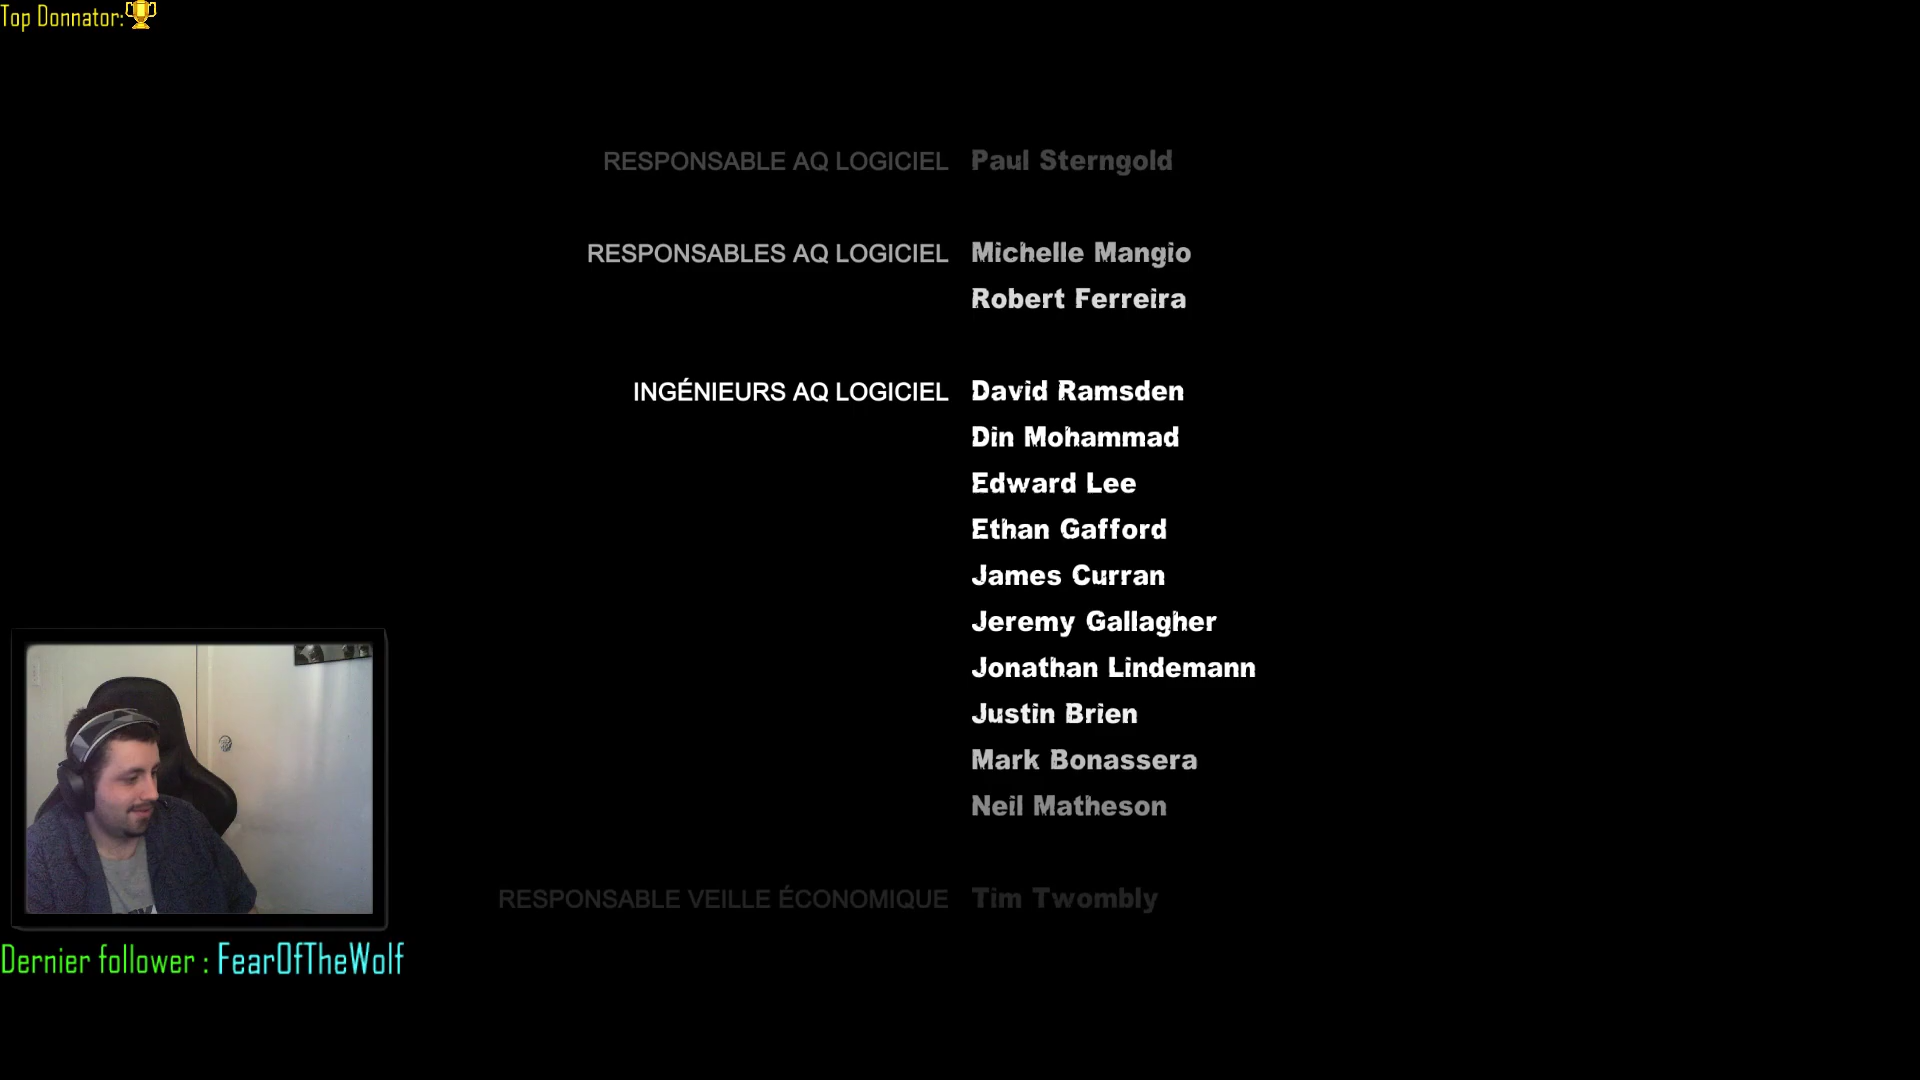 Top Donnator:
RESPONSABLE AQ LOGICIEL Paul Sterngold
RESPONSABLES AQ LOGICIEL Michelle Mangio
Robert Ferreira
INGÉNIEURS AQ LOGICIEL David Ramsden
Din Mohammad
Edward Lee
Ethan Gafford
James Curran
Jeremy Gallagher
Jonathan Lindemann
Justin Brien
Mark Bonassera
Neil Matheson
RESPONSABLE VEILLE ÉCONOMIQUE Tim Twombly
Dernier follower : FearOfTheWolf